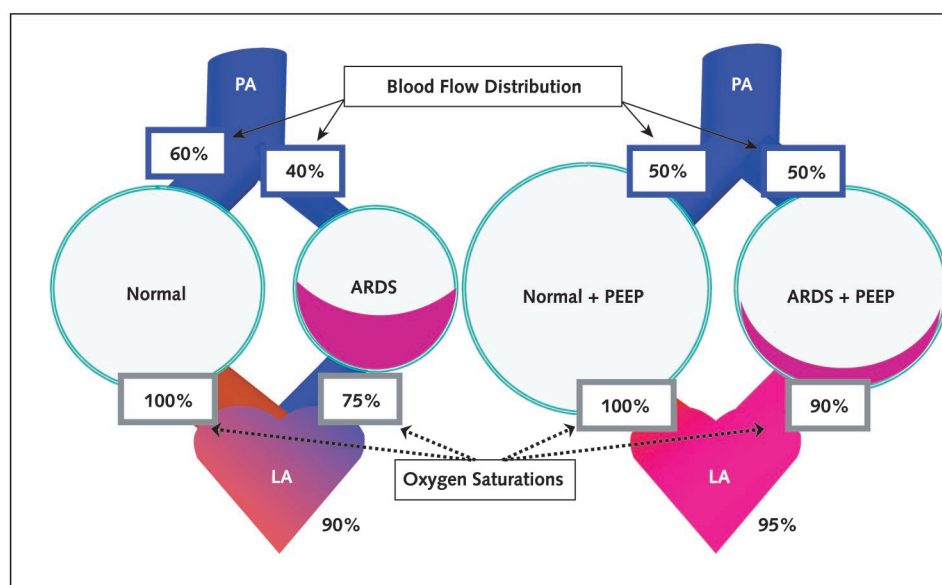 PA
Blood Flow Distribution
PA
60%
40%
50%
50%
Normal
ARDS
Normal + PEEP
ARDS + PEEP
100%
75%
100%
90%
LA
Oxygen Saturations
LA
90%
95%